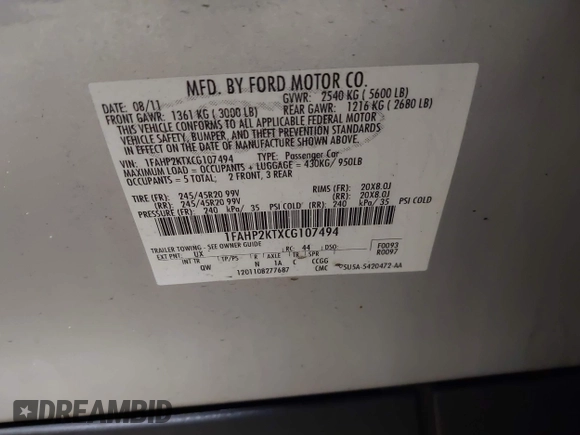 MFD. BY FORD MOTOR CO.
DATE: 08/11 GVWR: 2540 KG ( 5600 LB)
FRONT GAWR: 1361 KG ( 3000 LB) REAR GAWR: 1216 KG ( 2680 LB)
THIS VEHICLE CONFORMS TO ALL APPLICABLE FEDERAL MOTOR
VEHICLE SAFETY, BUMPER, AND THEFT PREVENTION STANDARDS
IN EFFECT ON THE DATE OF MANUFACTURE SHOWN ABOVE.
VIN: 1FAHP2KTXCG107494 TYPE: Passenger Car
MAXIMUM LOAD = OCCUPANTS + LUGGAGE = 430KG/ 950LB
OCCUPANTS = 5 TOTAL: 2 FRONT, 3 REAR
TIRE (FR): 245/45R20 99V RIMS (FR): 20X8.0J
(RR): 245/45R20 99V (RR): 20X8.0J
PRESSURE (FR): 240 kPa/ 35 PSI COLD (RR): 240 kPa/ 35 PSI COLD
1FAHP2KTXCG107494
TRAILER TOWING - SEE OWNER GUIDE RC: 44 DSO: F0093
EXT PNT: UX R0097
INT TR TP/PS R AXLE TR SPR
QW N 1A C CCGG
1201108277687 CMC 5U5A-5420472-AA
DREAMBID